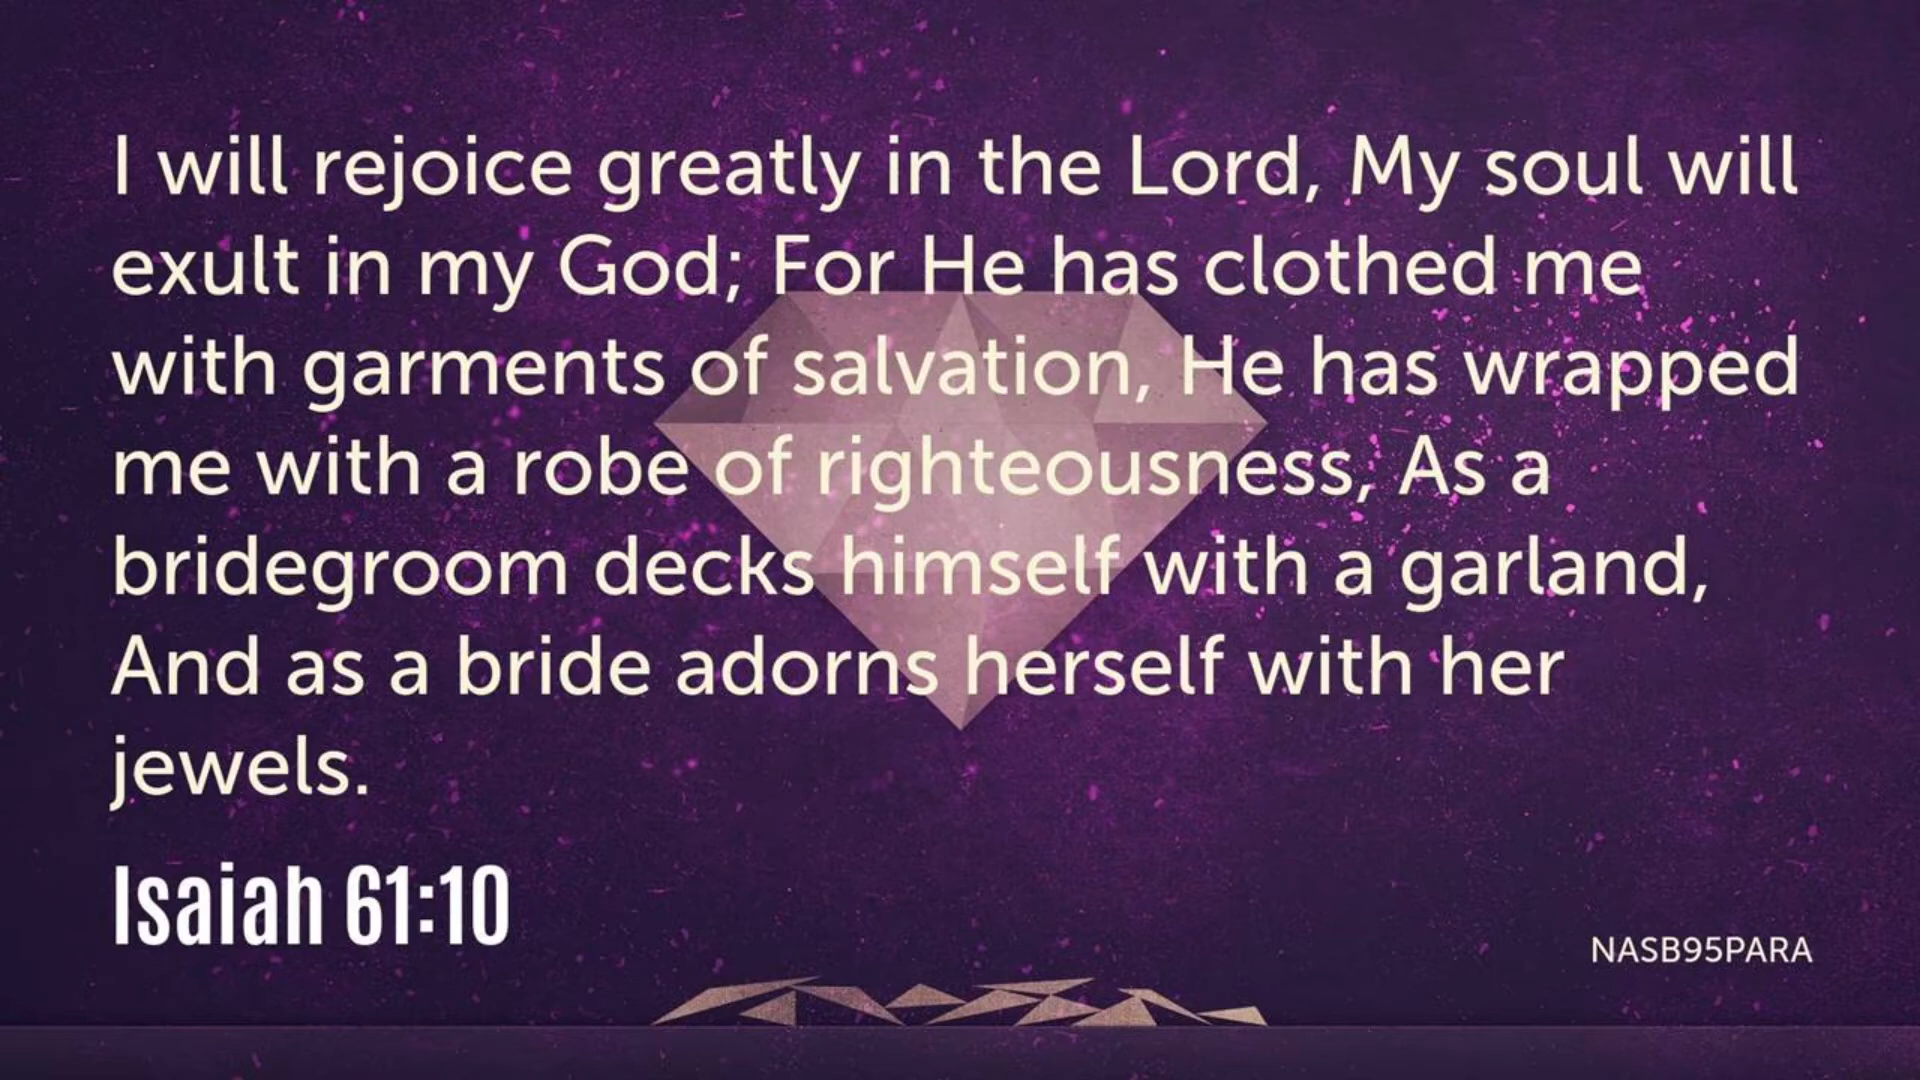 I will rejoice greatly in the Lord, My soul will
exult in my God; For He has clothed me
with garments of salvation, He has wrapped
me with a robe of righteousness, As a
bridegroom decks himself with a garland,
And as a bride adorns herself with her
jewels.
Isaiah 61:10
NASB95PARA